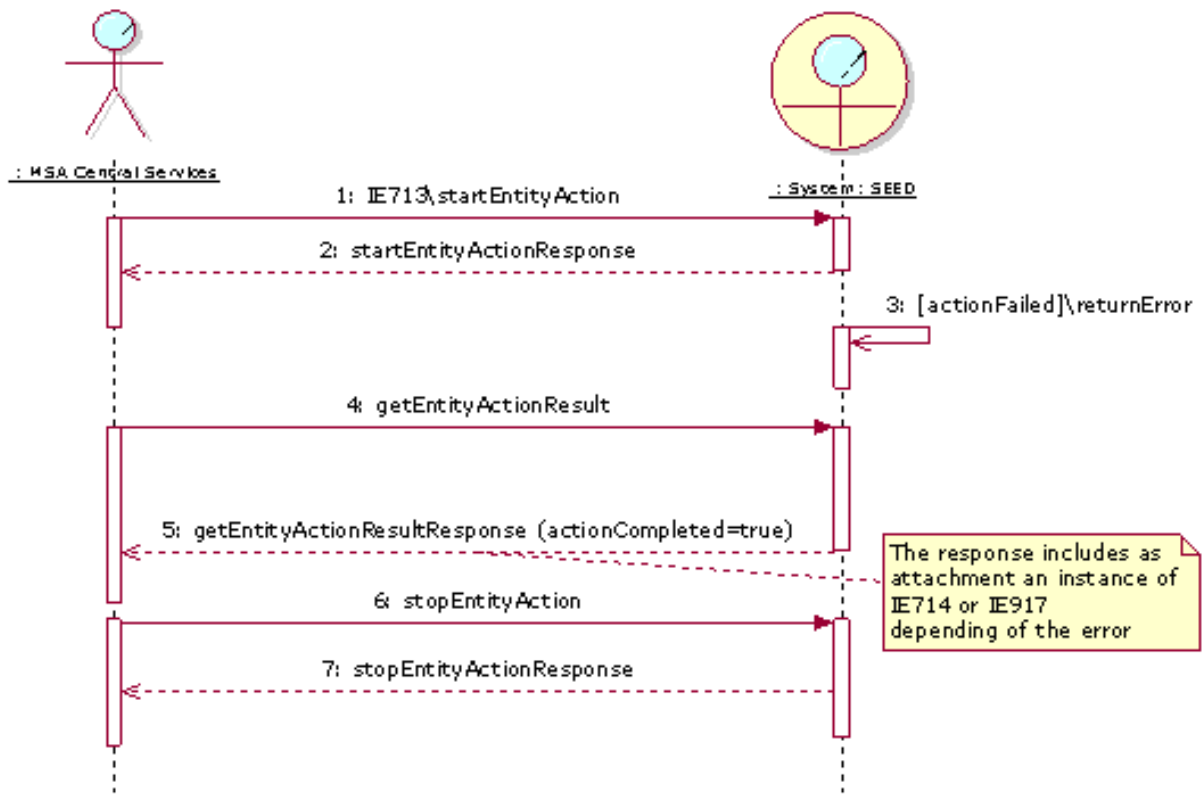 : MSA Central Services
: System : SEED
1: IE713\startEntityAction
2: startEntityActionResponse
3: [actionFailed]\returnError
4: getEntityActionResult
5: getEntityActionResultResponse (actionCompleted=true)
The response includes as
attachment an instance of
IE714 or IE917
depending of the error
6: stopEntityAction
7: stopEntityActionResponse